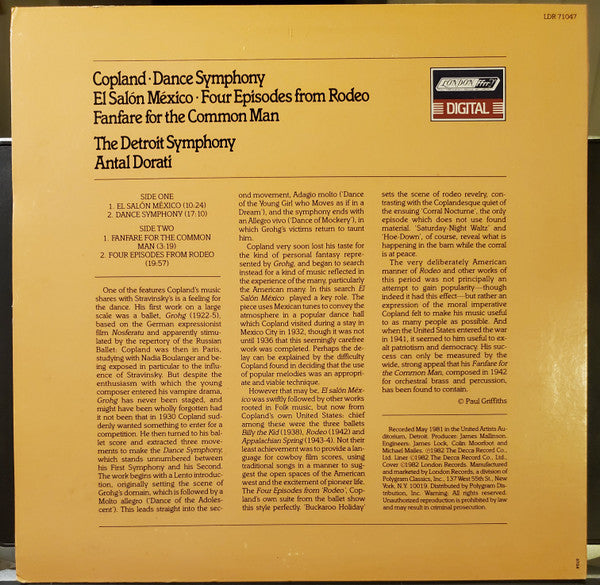 LDR 71047
Copland · Dance Symphony
El Salón México · Four Episodes from Rodeo
Fanfare for the Common Man
The Detroit Symphony
Antal Dorati
LONDON ffrr
DIGITAL
SIDE ONE
1. EL SALÓN MÉXICO (10.24)
2. DANCE SYMPHONY (17:10)
SIDE TWO
1. FANFARE FOR THE COMMON
MAN (3:19)
2. FOUR EPISODES FROM RODEO
(19.57)
One of the features Copland's music
shares with Stravinsky's is a feeling for
the dance. His first work on a large
scale was a ballet, Grohg (1922-5),
based on the German expressionist
film Nosferatu and apparently stimu-
lated by the repertory of the Russian
Ballet: Copland was then in Paris,
studying with Nadia Boulanger and be-
ing exposed in particular to the influ-
ence of Stravinsky. But despite the
enthusiasm with which the young
composer entered his vampire drama,
Grohg has never been staged, and
might have been wholly forgotten had
it not been that in 1930 Copland sud-
denly wanted something to enter for a
competition. He then turned to his bal-
let score and extracted three move-
ments to make the Dance Symphony,
which stands unnumbered between
his First Symphony and his Second.
The work begins with a Lento introduc-
tion, originally setting the scene of
Grohg's domain, which is followed by a
Molto allegro ('Dance of the Adoles-
cent'). This leads straight into the sec-
ond movement, Adagio molto ('Dance
of the Young Girl who Moves as if in a
Dream'), and the symphony ends with
an Allegro vivo ('Dance of Mockery'), in
which Grohg's victims return to taunt
him.
Copland very soon lost his taste for
the kind of personal fantasy repre-
sented by Grohg, and began to search
instead for a kind of music reflected in
the experience of the many, particularly
the American many. In this search El
Salón México played a key role. The
piece uses Mexican tunes to convey the
atmosphere in a popular dance hall
which Copland visited during a stay in
Mexico City in 1932, though it was not
until 1936 that this seemingly carefree
work was completed. Perhaps the de-
lay can be explained by the difficulty
Copland found in deciding that the use
of popular melodies was an appropri-
ate and viable technique.
However that may be, El salón Méx-
ico was swiftly followed by other works
rooted in Folk music, but now from
Copland's own United States: chief
among these were the three ballets
Billy the Kid (1938), Rodeo (1942) and
Appalachian Spring (1943-4). Not their
least achievement was to provide a lan-
guage for cowboy film scores, using
traditional songs in a manner to sug-
gest the open spaces of the American
west and the excitement of pioneer life.
The Four Episodes from 'Rodeo', Cop-
land's own suite from the ballet show
this style perfectly. 'Buckaroo Holiday'
sets the scene of rodeo revelry, con-
trasting with the Coplandesque quiet of
the ensuing 'Corral Nocturne', the only
episode which does not use found
material. 'Saturday-Night Waltz' and
'Hoe-Down', of course, reveal what is
happening in the barn while the corral
is at peace.
The very deliberately American
manner of Rodeo and other works of
this period was not principally an
attempt to gain popularity—though
indeed it had this effect—but rather an
expression of the moral imperative
Copland felt to make his music useful
to as many people as possible. And
when the United States entered the war
in 1941, it seemed to him useful to ex-
all patriotism and democracy. His suc-
cess can only be measured by the
wide, strong appeal that his Fanfare for
the Common Man, composed in 1942
for orchestral brass and percussion,
has been found to contain.
© Paul Griffiths
Recorded May 1981 in the United Artists Au-
ditorium, Detroit. Producer: James Mallinson.
Engineers: James Lock, Colin Moorfoot and
Michael Mailes. ℗1982 The Decca Record Co.,
Ltd. Liner ©1982 The Decca Record Co., Ltd.,
Cover ©1982 London Records. Manufactured
and marketed by London Records, a division of
Polygram Classics, Inc., 137 West 55th St., New
York, N.Y. 10019. Distributed by Polygram Dis-
tribution, Inc. Warning: All rights reserved.
Unauthorized reproduction is prohibited by law
and may result in criminal prosecution.